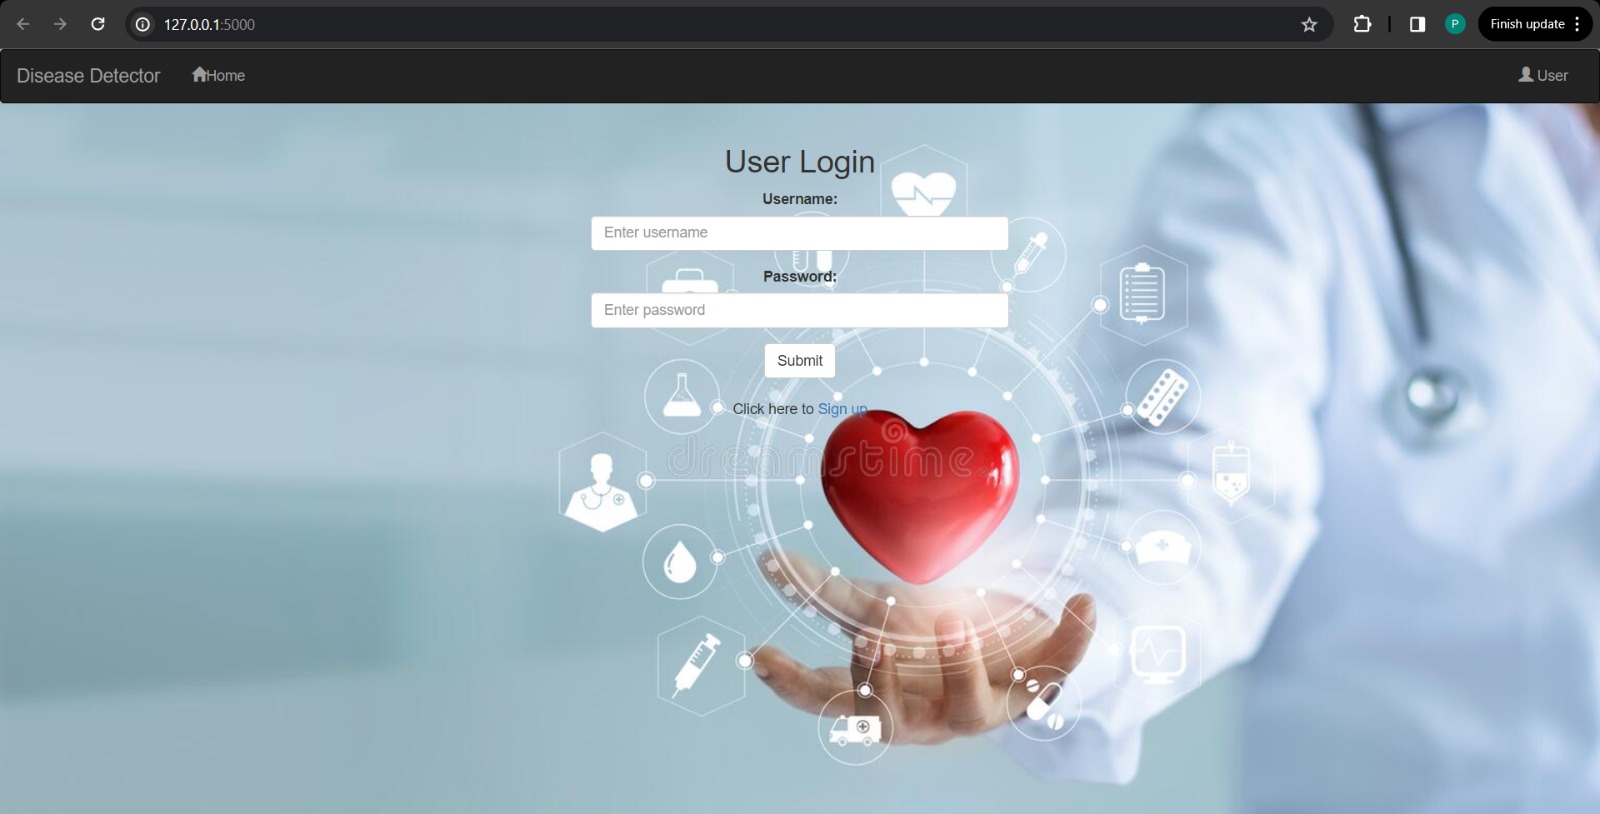 127.0.0.1:5000
P
Finish update
Disease Detector
Home
User
User Login
Username:
Enter username
Password:
Enter password
Submit
Click here to Sign up
dreamstime